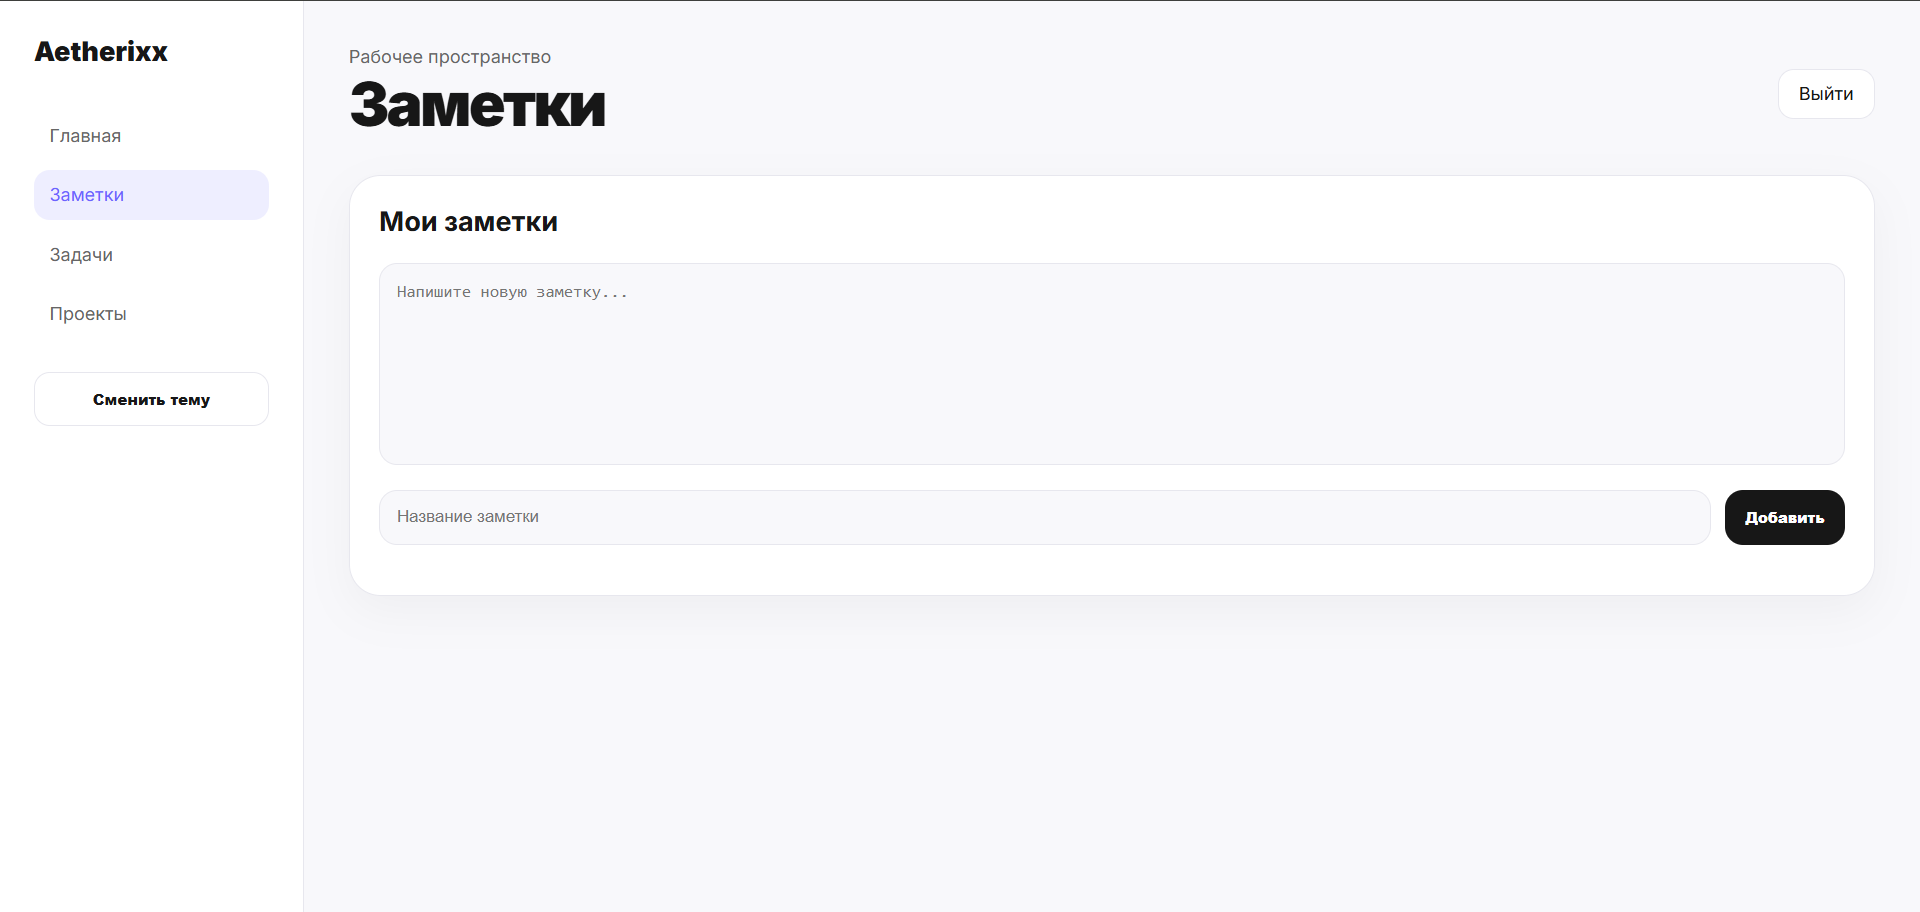 Aetherixx
Главная
Заметки
Задачи
Проекты
Сменить тему
Рабочее пространство
Заметки
Выйти
Мои заметки
Напишите новую заметку...
Название заметки
Добавить